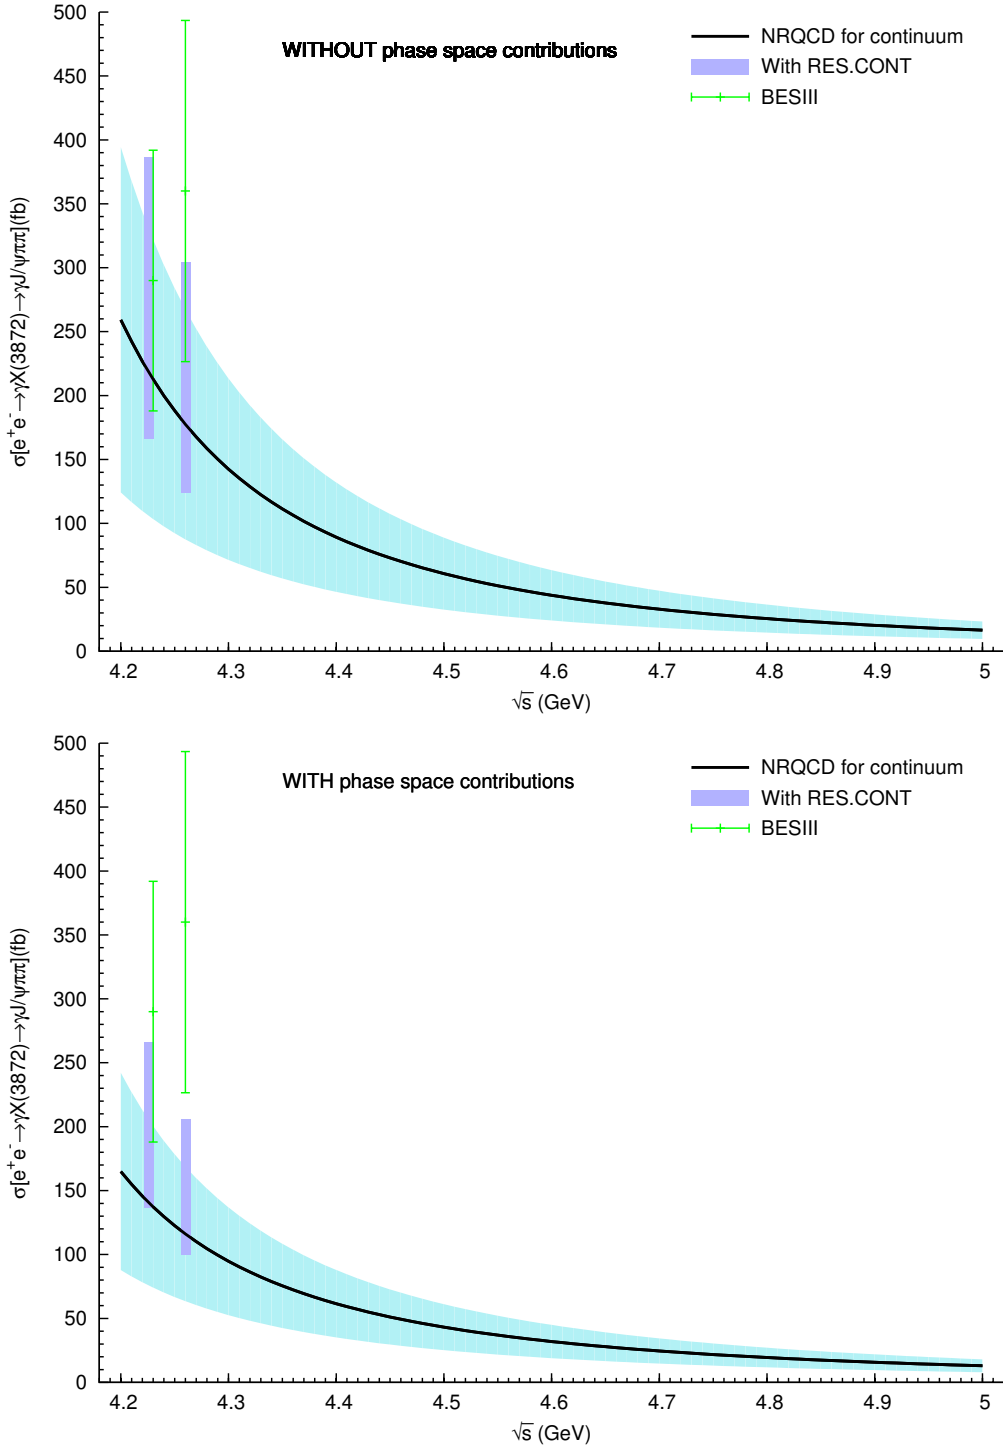 500
WITHOUT phase space contributions
NRQCD for continuum
With RES.CONT
BESIII
450
400
350
300
250
200
150
100
50
0
σ[e⁺e⁻→γX(3872)→γJ/ψππ](fb)
4.2 4.3 4.4 4.5 4.6 4.7 4.8 4.9 5
√s (GeV)
500
WITH phase space contributions
NRQCD for continuum
With RES.CONT
BESIII
450
400
350
300
250
200
150
100
50
0
σ[e⁺e⁻→γX(3872)→γJ/ψππ](fb)
4.2 4.3 4.4 4.5 4.6 4.7 4.8 4.9 5
√s (GeV)